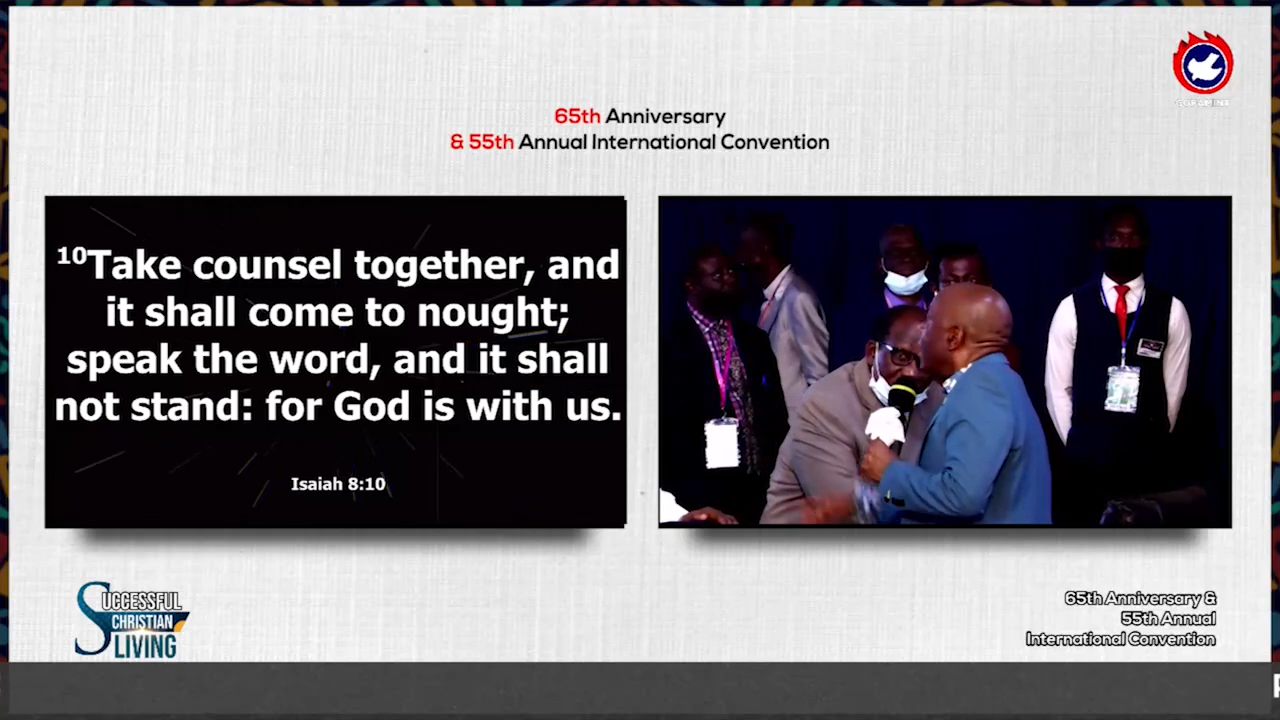 65th Anniversary
& 55th Annual International Convention
10Take counsel together, and
it shall come to nought;
speak the word, and it shall
not stand: for God is with us.
Isaiah 8:10
SUCCESSFUL
CHRISTIAN
LIVING
65th Anniversary &
55th Annual
International Convention